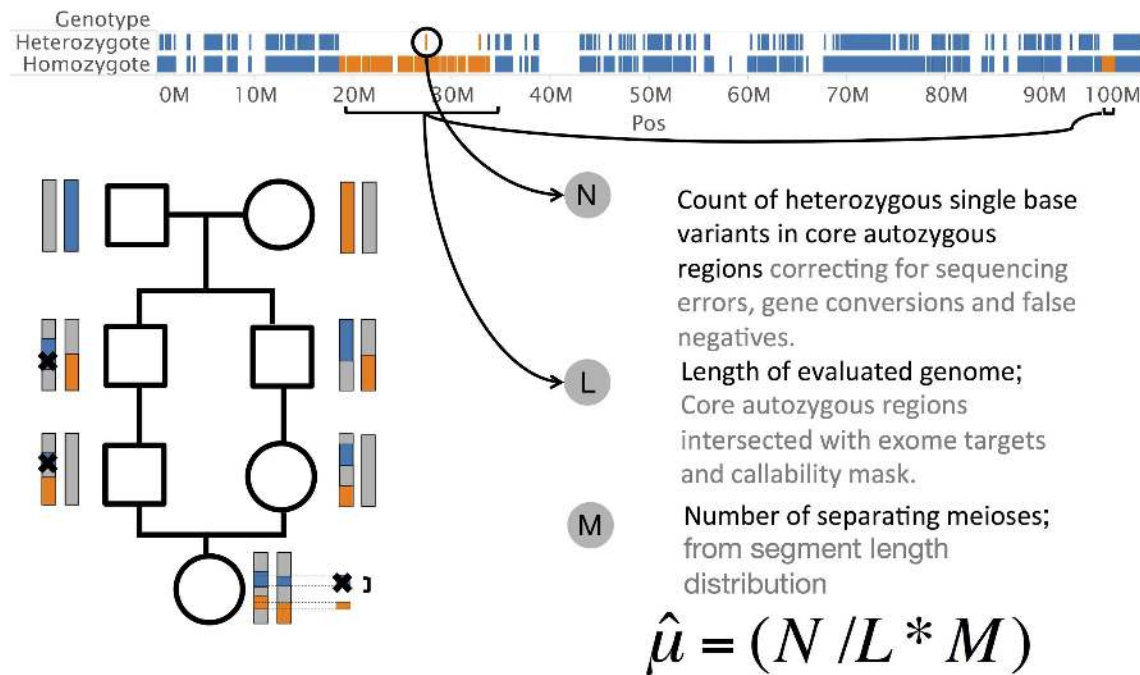 Genotype
Heterozygote
Homozygote
0M 10M 20M 30M 40M 50M 60M 70M 80M 90M 100M
Pos
N
Count of heterozygous single base
variants in core autozygous
regions correcting for sequencing
errors, gene conversions and false
negatives.
L
Length of evaluated genome;
Core autozygous regions
intersected with exome targets
and callability mask.
M
Number of separating meioses;
from segment length
distribution
μ̂ = (N /L * M)